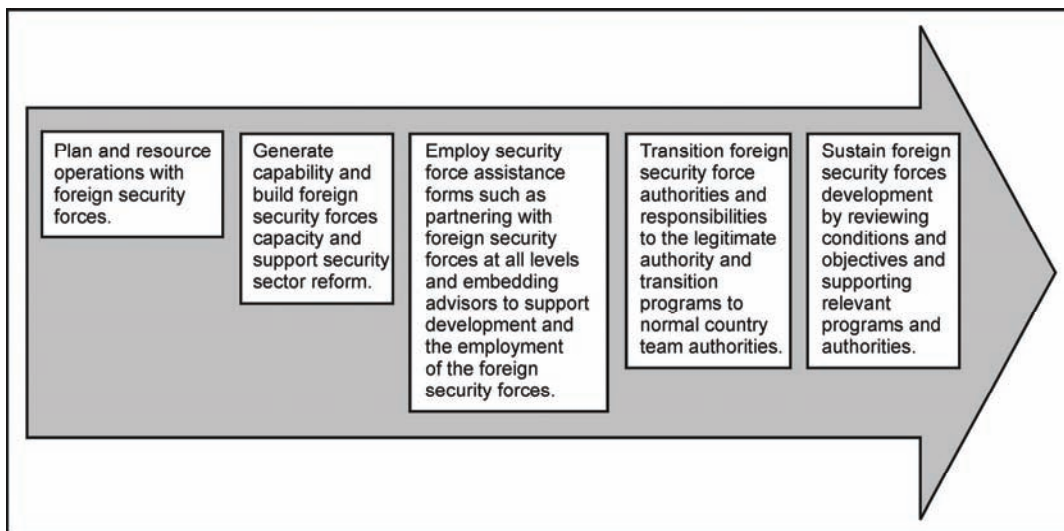 Plan and resource
operations with
foreign security
forces.
Generate
capability and
build foreign
security forces
capacity and
support security
sector reform.
Employ security
force assistance
forms such as
partnering with
foreign security
forces at all levels
and embedding
advisors to support
development and
the employment
of the foreign
security forces.
Transition foreign
security force
authorities and
responsibilities
to the legitimate
authority and
transition
programs to
normal country
team authorities.
Sustain foreign
security forces
development
by reviewing
conditions and
objectives and
supporting
relevant
programs and
authorities.